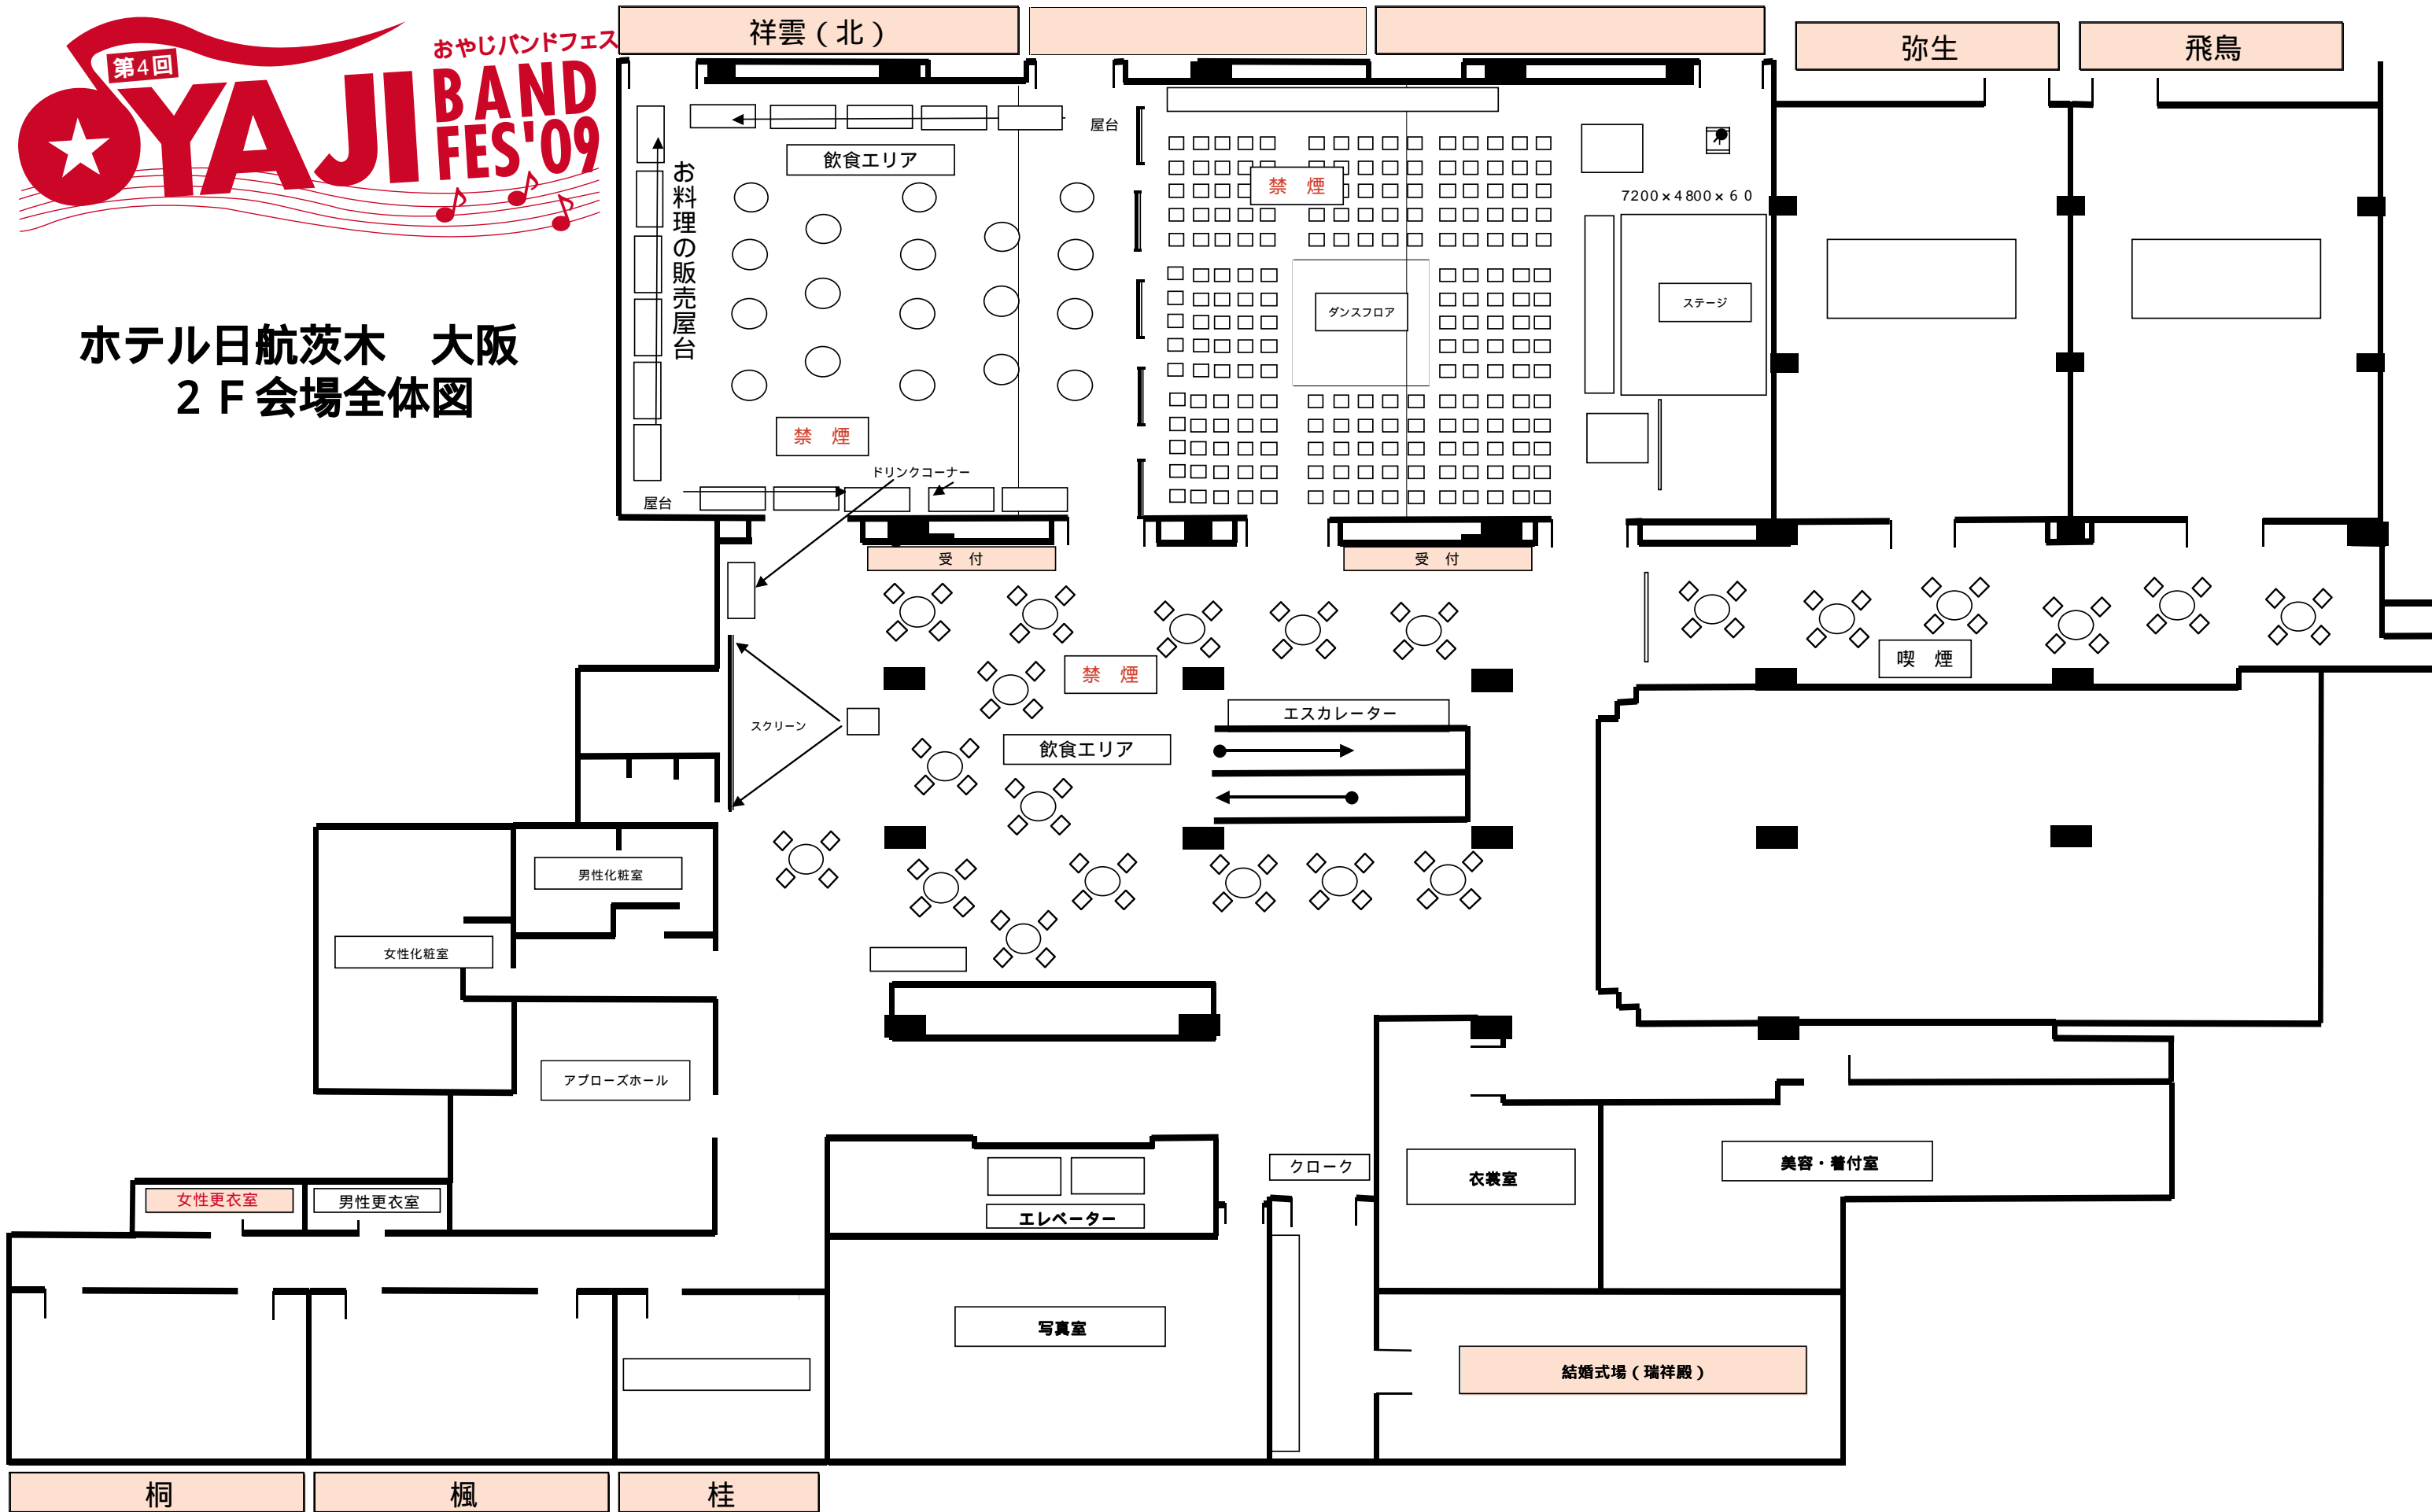 祥雲（北）
弥生
飛鳥
第4回
おやじバンドフェス
OYAJI
BAND
FES'09
ホテル日航茨木　大阪
２Ｆ会場全体図
屋台
飲食エリア
お料理の販売屋台
禁　煙
7200×4800×60
ステージ
ダンスフロア
禁　煙
ドリンクコーナー
屋台
受　付
受　付
喫　煙
禁　煙
エスカレーター
スクリーン
飲食エリア
男性化粧室
女性化粧室
アプローズホール
クローク
衣裳室
美容・着付室
女性更衣室
男性更衣室
エレベーター
写真室
結婚式場（瑞祥殿）
桐
楓
桂